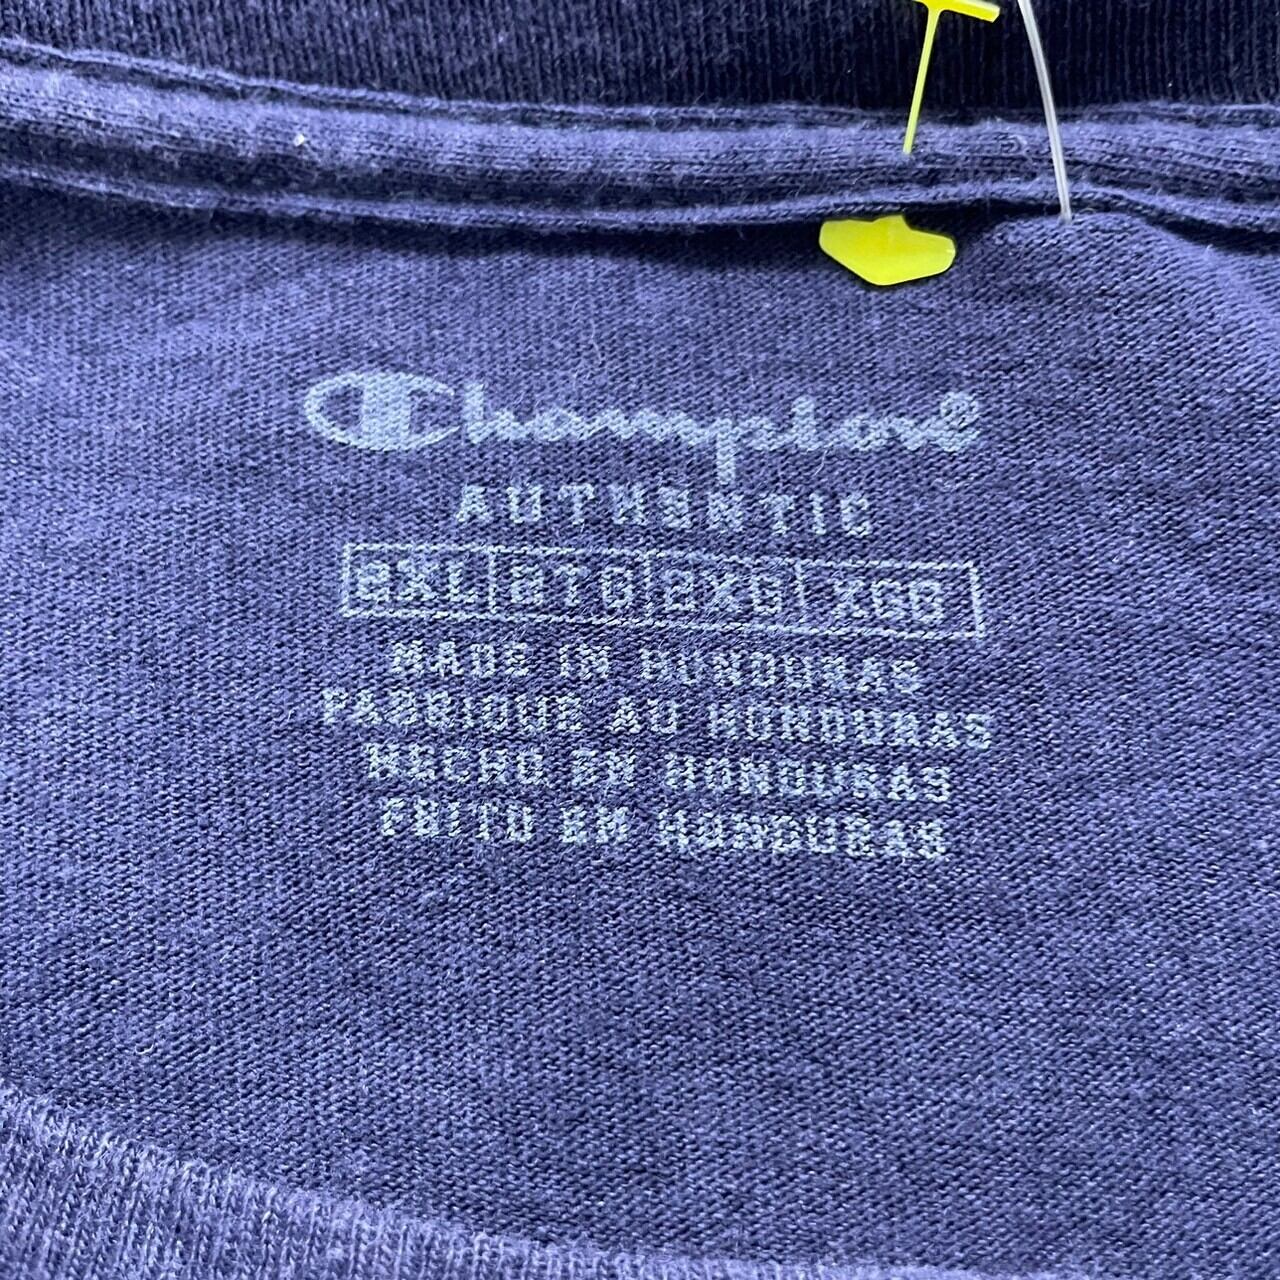 Champion®
AUTHENTIC
2XL 2TG 2XG XGG
MADE IN HONDURAS
FABRIQUE AU HONDURAS
HECHO EN HONDURAS
FEITO EM HONDURAS